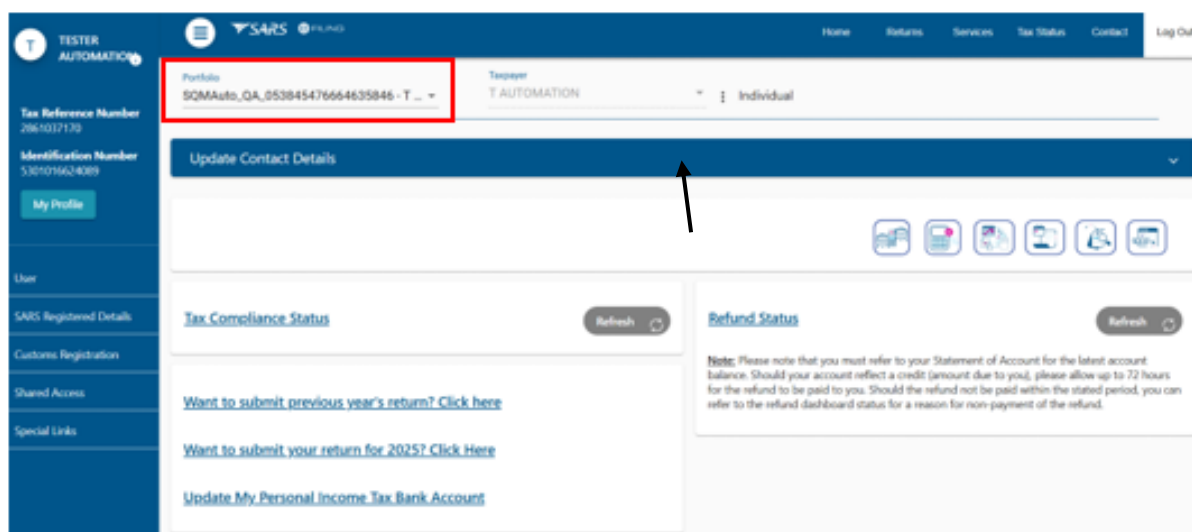 T
TESTER
AUTOMATION
SARS eFILING
Home Returns Services Tax Status Contact Log Out
Portfolio
SQMAuto_QA_053845476664635846 - T ...
Taxpayer
T AUTOMATION
Individual
Tax Reference Number
2861037170
Identification Number
5301016624089
My Profile
Update Contact Details
User
SARS Registered Details
Customs Registration
Shared Access
Special Links
Tax Compliance Status
Refresh
Want to submit previous year's return? Click here
Want to submit your return for 2025? Click Here
Update My Personal Income Tax Bank Account
Refund Status
Refresh
Note: Please note that you must refer to your Statement of Account for the latest account
balance. Should your account reflect a credit (amount due to you), please allow up to 72 hours
for the refund to be paid to you. Should the refund not be paid within the stated period, you can
refer to the refund dashboard status for a reason for non-payment of the refund.